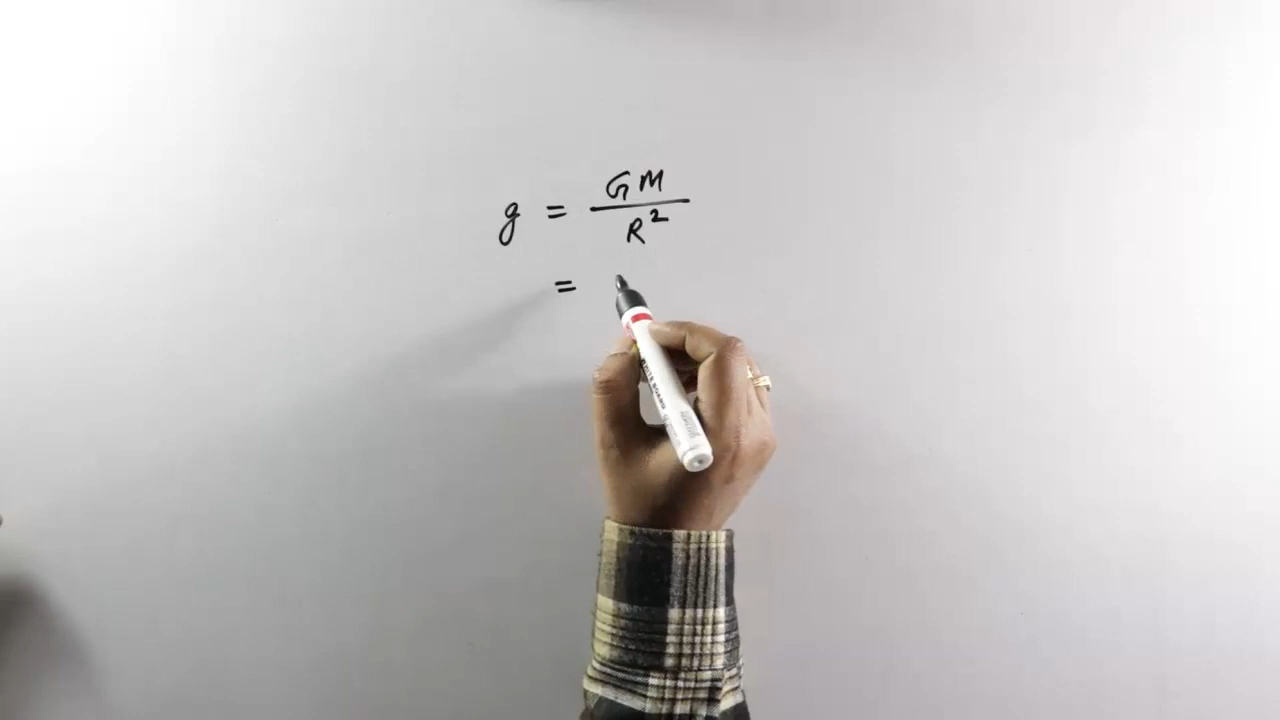 g = GM / R²
=